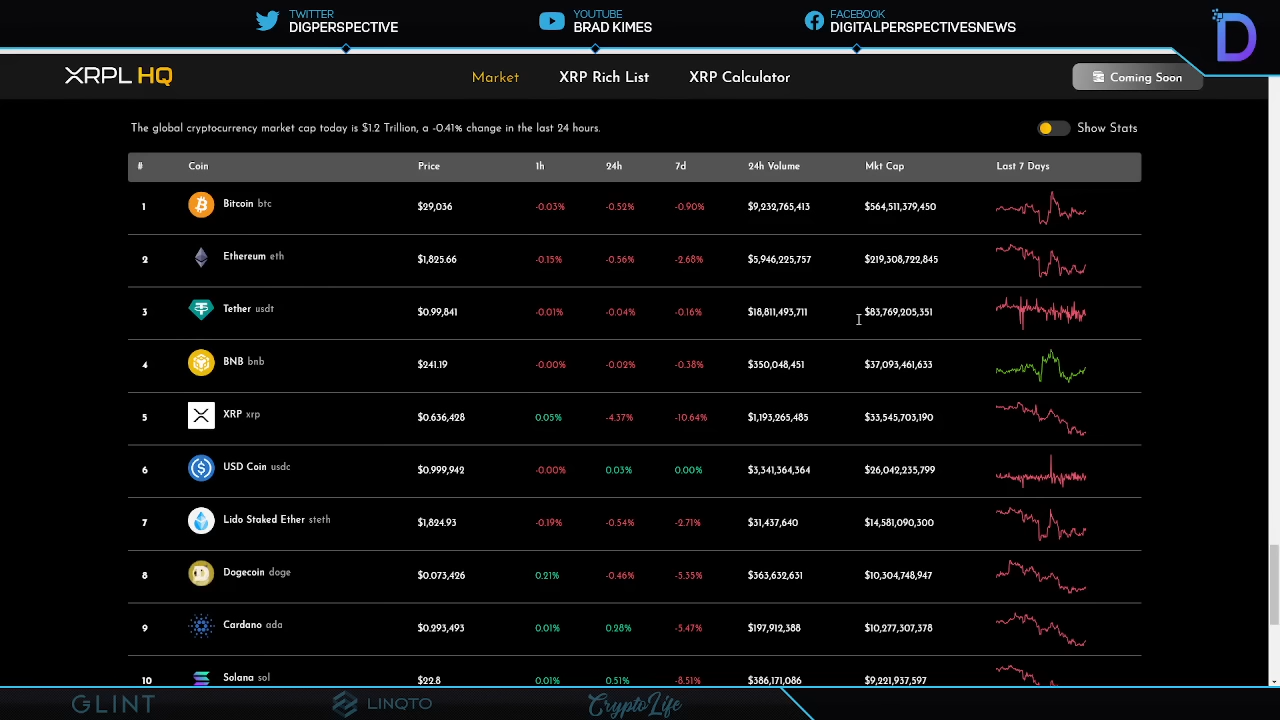 TWITTER
DIGPERSPECTIVE
YOUTUBE
BRAD KIMES
FACEBOOK
DIGITALPERSPECTIVESNEWS
XRPL HQ
Market XRP Rich List XRP Calculator
Coming Soon
The global cryptocurrency market cap today is $1.2 Trillion, a -0.41% change in the last 24 hours.
Show Stats
# Coin Price 1h 24h 7d 24h Volume Mkt Cap Last 7 Days
1 Bitcoin btc $29,036 -0.03% -0.52% -0.90% $9,232,765,413 $564,511,379,450
2 Ethereum eth $1,825.66 -0.15% -0.56% -2.68% $5,946,225,757 $219,308,722,845
3 Tether usdt $0.99,841 -0.01% -0.04% -0.16% $18,811,493,711 $83,769,205,351
4 BNB bnb $241.19 -0.00% -0.02% -0.38% $350,048,451 $37,093,461,633
5 XRP xrp $0.636,428 0.05% -4.37% -10.64% $1,193,265,485 $33,545,703,190
6 USD Coin usdc $0.999,942 -0.00% 0.03% 0.00% $3,341,364,364 $26,042,235,799
7 Lido Staked Ether steth $1,824.93 -0.19% -0.54% -2.71% $31,437,640 $14,581,090,300
8 Dogecoin doge $0.073,426 0.21% -0.46% -5.35% $363,632,631 $10,304,748,947
9 Cardano ada $0.293,493 0.01% 0.28% -5.47% $197,912,388 $10,277,307,378
10 Solana sol $22.8 0.01% 0.51% -8.51% $386,171,081 $9,221,937,597
GLINT LINQTO CryptoLife